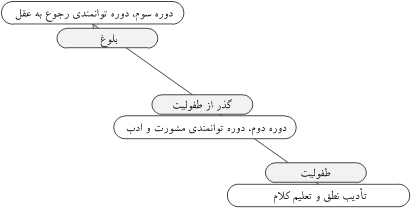 دوره سوم، دوره توانمندی رجوع به عقل
بلوغ
گذر از طفولیت
دوره دوم، دوره توانمندی مشورت و ادب
طفولیت
تأدیب نطق و تعلیم کلام